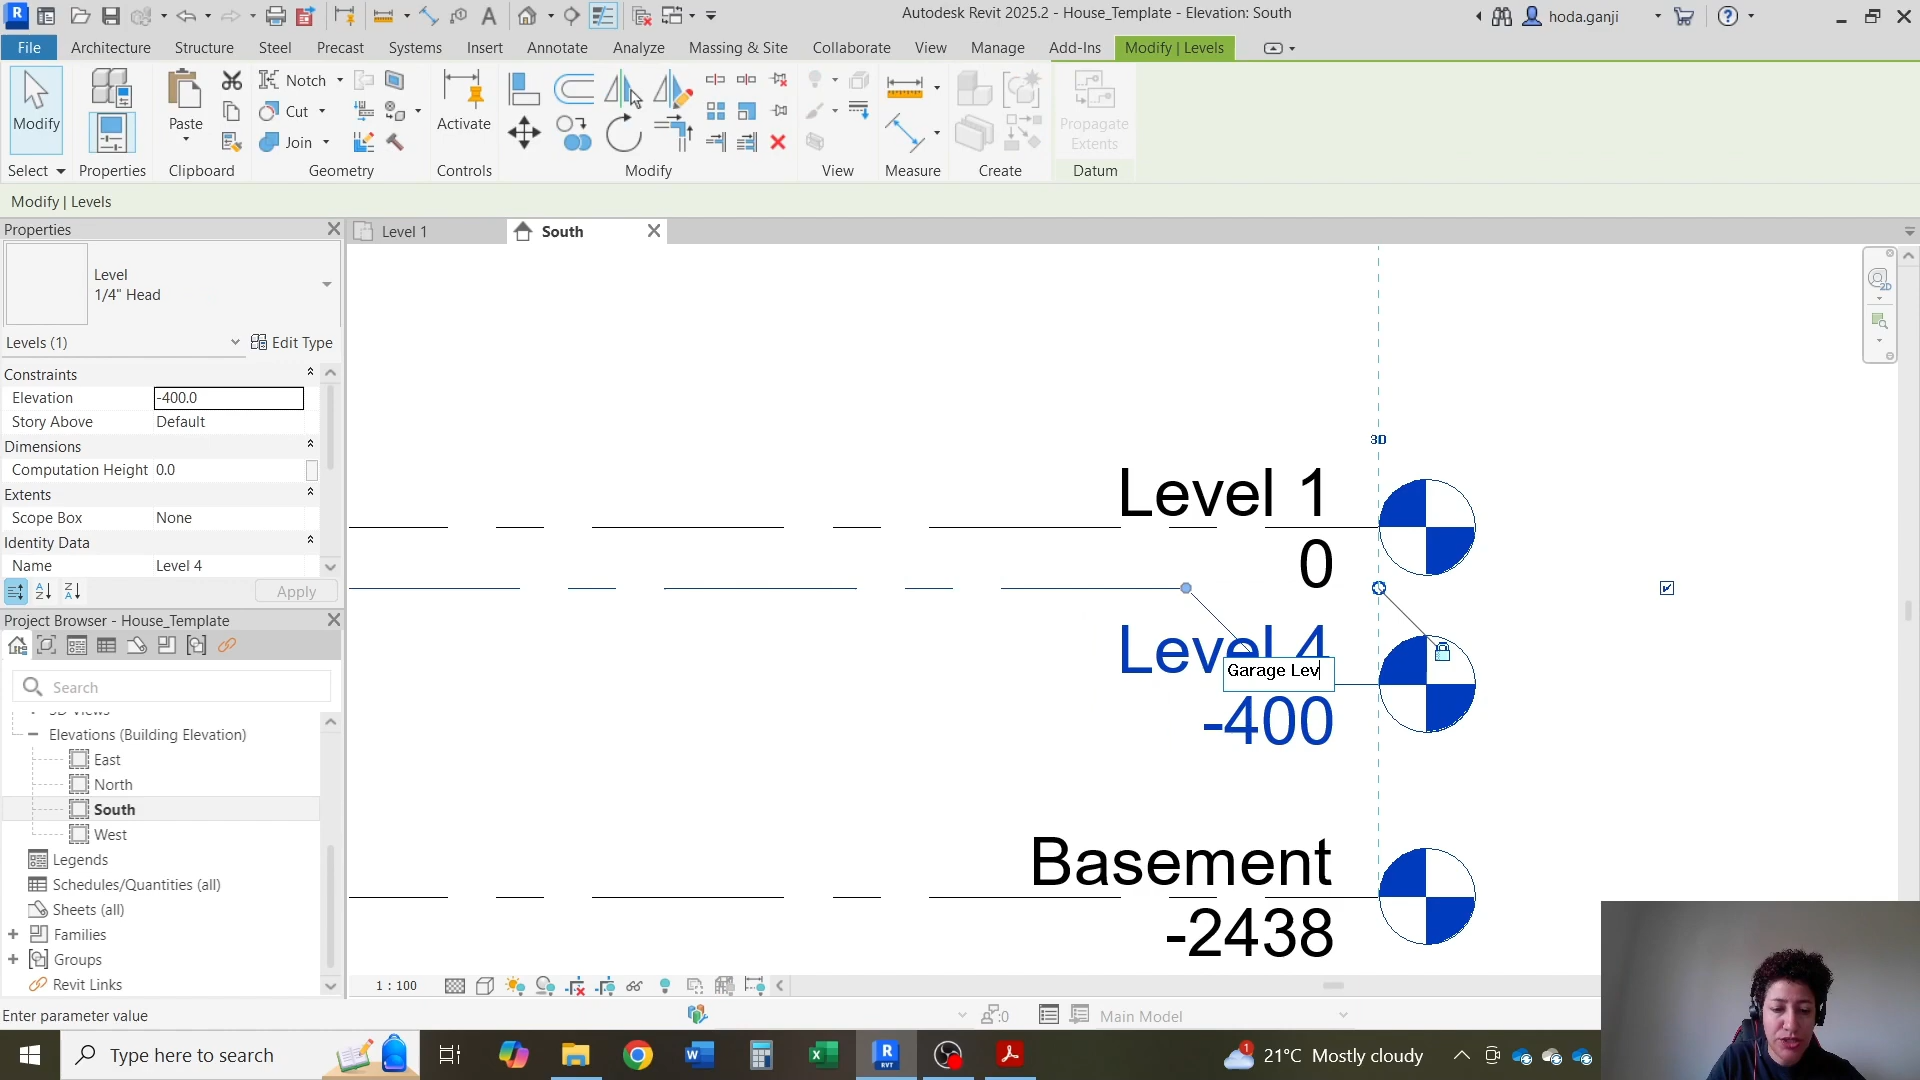 Autodesk Revit 2025.2 - House_Template - Elevation: South
hoda.ganji
File Architecture Structure Steel Precast Systems Insert Annotate Analyze Massing & Site Collaborate View Manage Add-Ins Modify | Levels
Modify
Paste
Notch
Cut
Join
Activate
Propagate
Extents
Select Properties Clipboard Geometry Controls Modify View Measure Create Datum
Modify | Levels
Properties
Level 1
South
Level
1/4" Head
Levels (1)
Edit Type
Constraints
Elevation -400.0
Story Above Default
Dimensions
Computation Height 0.0
Extents
Scope Box None
Identity Data
Name Level 4
Apply
Project Browser - House_Template
Search
3D Views
Elevations (Building Elevation)
East
North
South
West
Legends
Schedules/Quantities (all)
Sheets (all)
Families
Groups
Revit Links
2D
3D
Level 1
0
Level 4
Garage Lev
-400
Basement
-2438
1 : 100
Enter parameter value
:0
Main Model
Type here to search
RVT
1
21°C Mostly cloudy